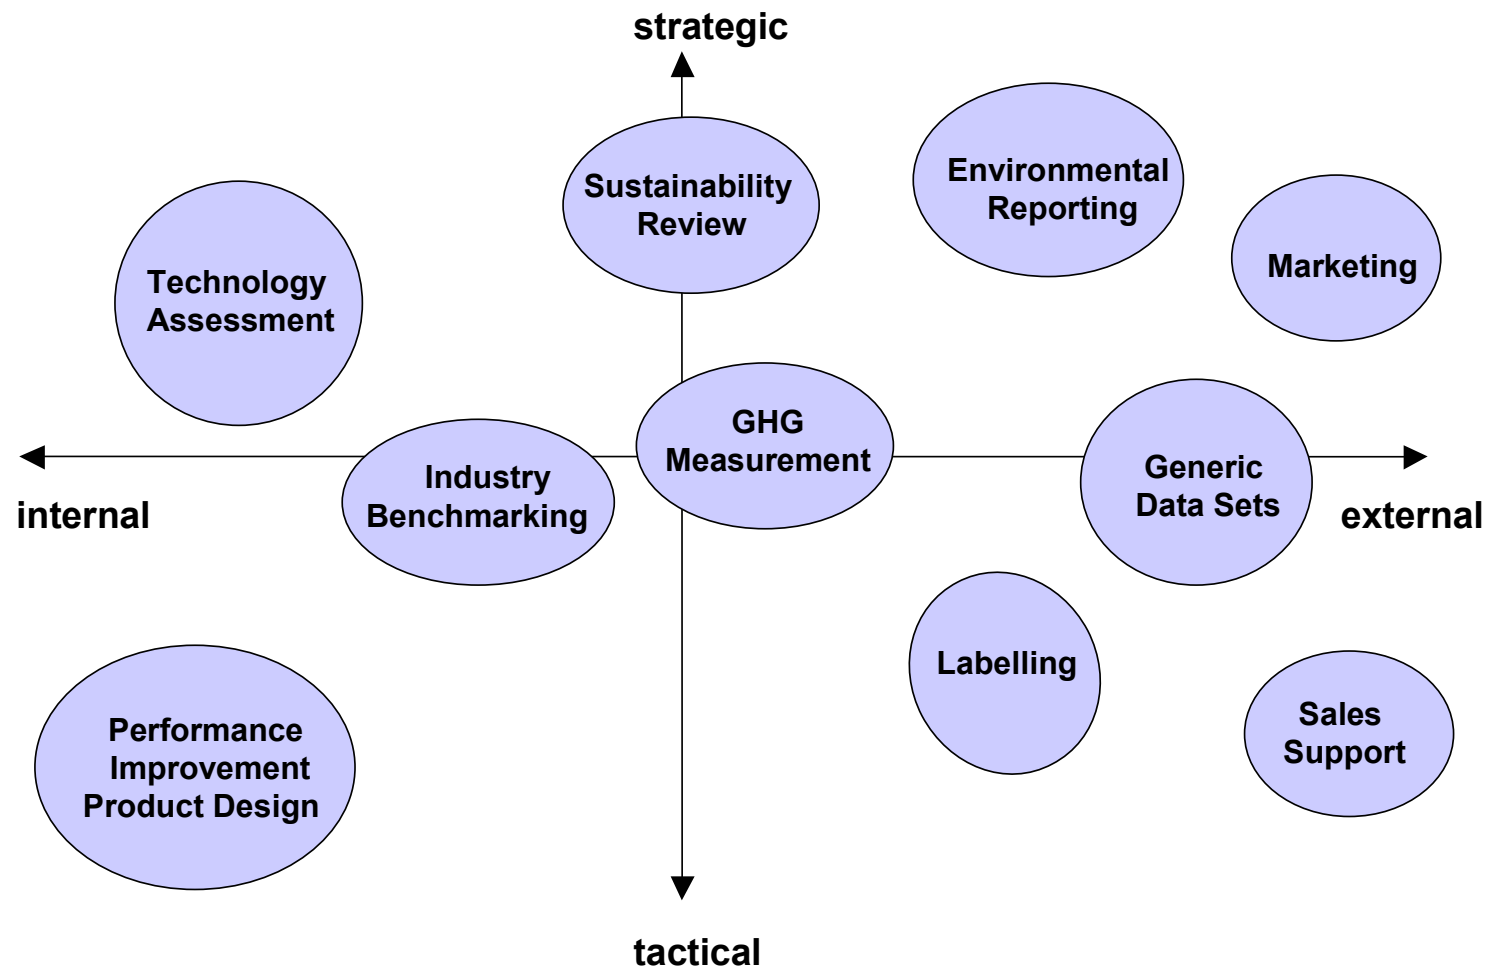 strategic
Sustainability
Review
Environmental
Reporting
Marketing
Technology
Assessment
GHG
Measurement
Industry
Benchmarking
Generic
Data Sets
internal
external
Labelling
Performance
Improvement
Product Design
Sales
Support
tactical